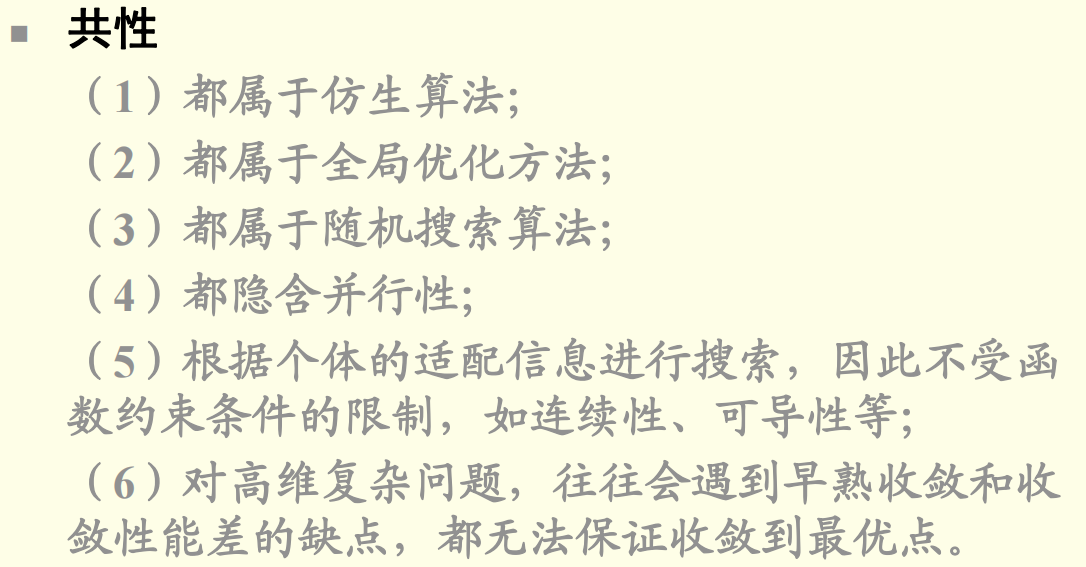 ■ 共性
（1）都属于仿生算法;
（2）都属于全局优化方法;
（3）都属于随机搜索算法;
（4）都隐含并行性;
（5）根据个体的适配信息进行搜索，因此不受函
数约束条件的限制，如连续性、可导性等;
（6）对高维复杂问题，往往会遇到早熟收敛和收
敛性能差的缺点，都无法保证收敛到最优点。